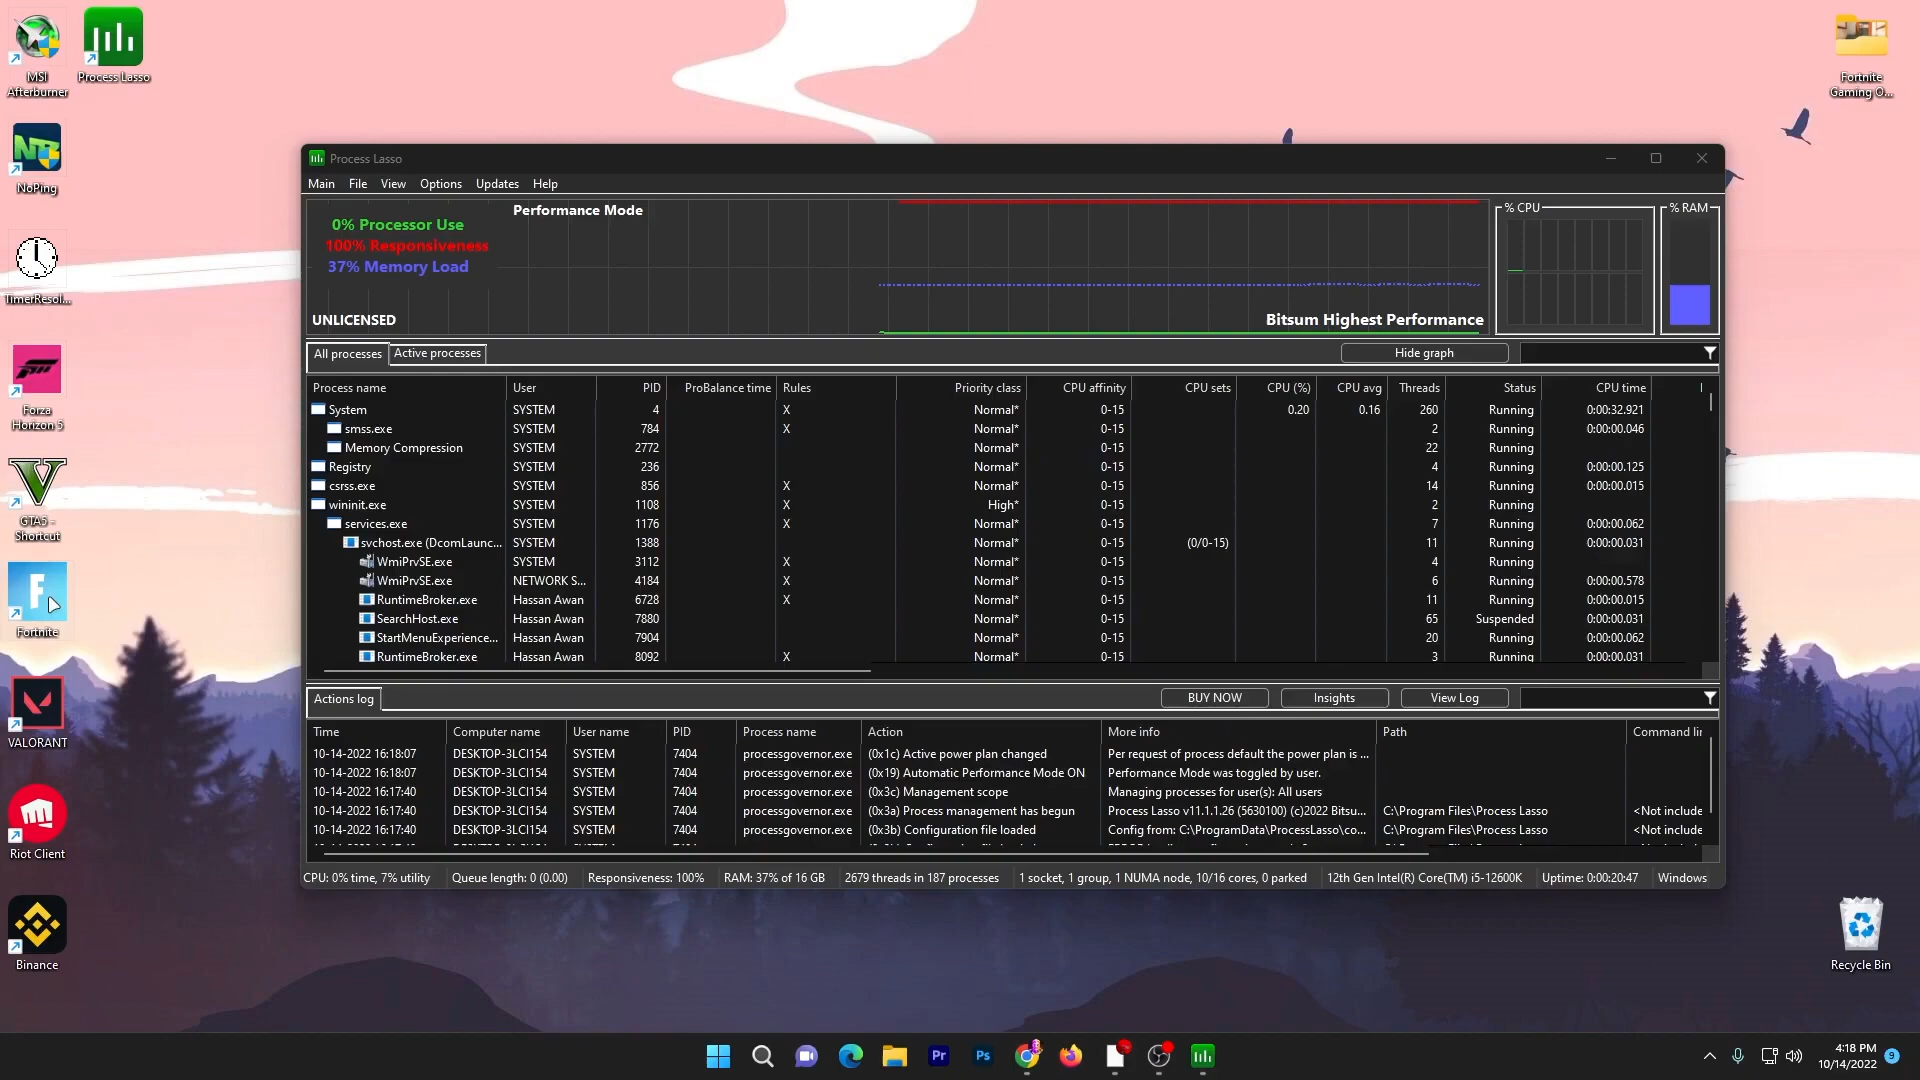 MSI
Afterburner
Process Lasso
NoPing
TimerResol...
Forza
Horizon 5
GTA5 -
Shortcut
Fortnite
VALORANT
Riot Client
Binance
Fortnite
Gaming O...
Recycle Bin
Process Lasso
Main File View Options Updates Help
Performance Mode
0% Processor Use
100% Responsiveness
37% Memory Load
UNLICENSED
Bitsum Highest Performance
% CPU
% RAM
All processes Active processes Hide graph
Process name User PID ProBalance time Rules Priority class CPU affinity CPU sets CPU (%) CPU avg Threads Status CPU time
System SYSTEM 4 X Normal* 0-15 0.20 0.16 260 Running 0:00:32.921
smss.exe SYSTEM 784 X Normal* 0-15 2 Running 0:00:00.046
Memory Compression SYSTEM 2772 Normal* 0-15 22 Running
Registry SYSTEM 236 Normal* 0-15 4 Running 0:00:00.125
csrss.exe SYSTEM 856 X Normal* 0-15 14 Running 0:00:00.015
wininit.exe SYSTEM 1108 X High* 0-15 2 Running
services.exe SYSTEM 1176 X Normal* 0-15 7 Running 0:00:00.062
svchost.exe (DcomLaunc... SYSTEM 1388 Normal* 0-15 (0/0-15) 11 Running 0:00:00.031
WmiPrvSE.exe SYSTEM 3112 X Normal* 0-15 4 Running
WmiPrvSE.exe NETWORK S... 4184 X Normal* 0-15 6 Running 0:00:00.578
RuntimeBroker.exe Hassan Awan 6728 X Normal* 0-15 11 Running 0:00:00.015
SearchHost.exe Hassan Awan 7880 Normal* 0-15 65 Suspended 0:00:00.031
StartMenuExperience... Hassan Awan 7904 Normal* 0-15 20 Running 0:00:00.062
RuntimeBroker.exe Hassan Awan 8092 X Normal* 0-15 3 Running 0:00:00.031
Actions log BUY NOW Insights View Log
Time Computer name User name PID Process name Action More info Path Command lin
10-14-2022 16:18:07 DESKTOP-3LCI154 SYSTEM 7404 processgovernor.exe (0x1c) Active power plan changed Per request of process default the power plan is ...
10-14-2022 16:18:07 DESKTOP-3LCI154 SYSTEM 7404 processgovernor.exe (0x19) Automatic Performance Mode ON Performance Mode was toggled by user.
10-14-2022 16:17:40 DESKTOP-3LCI154 SYSTEM 7404 processgovernor.exe (0x3c) Management scope Managing processes for user(s): All users
10-14-2022 16:17:40 DESKTOP-3LCI154 SYSTEM 7404 processgovernor.exe (0x3a) Process management has begun Process Lasso v11.1.1.26 (5630100) (c)2022 Bitsu... C:\Program Files\Process Lasso <Not include
10-14-2022 16:17:40 DESKTOP-3LCI154 SYSTEM 7404 processgovernor.exe (0x3b) Configuration file loaded Config from: C:\ProgramData\ProcessLasso\co... C:\Program Files\Process Lasso <Not include
CPU: 0% time, 7% utility Queue length: 0 (0.00) Responsiveness: 100% RAM: 37% of 16 GB 2679 threads in 187 processes 1 socket, 1 group, 1 NUMA node, 10/16 cores, 0 parked 12th Gen Intel(R) Core(TM) i5-12600K Uptime: 0:00:20:47 Windows
Pr
Ps
4:18 PM
10/14/2022
9